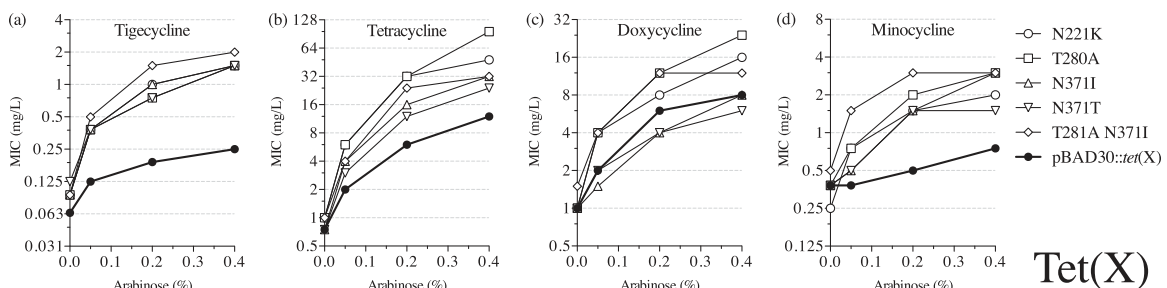 (a)
Tigecycline
MIC (mg/L)
4
2
1
0.5
0.25
0.125
0.063
0.031
0.0 0.1 0.2 0.3 0.4
Arabinose (%)
(b)
Tetracycline
MIC (mg/L)
128
64
32
16
8
4
2
1
0.5
0.0 0.1 0.2 0.3 0.4
Arabinose (%)
(c)
Doxycycline
MIC (mg/L)
32
16
8
4
2
1
0.5
0.0 0.1 0.2 0.3 0.4
Arabinose (%)
(d)
Minocycline
MIC (mg/L)
8
4
2
1
0.5
0.25
0.125
0.0 0.1 0.2 0.3 0.4
Arabinose (%)
N221K
T280A
N371I
N371T
T281A N371I
pBAD30::tet(X)
Tet(X)